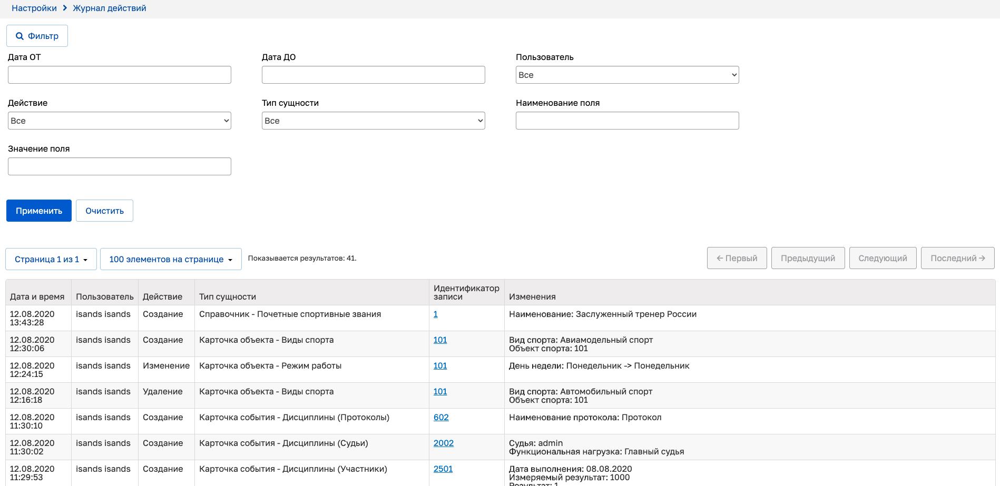 Настройки > Журнал действий
Фильтр
Дата ОТ Дата ДО Пользователь
Все
Действие Тип сущности Наименование поля
Все Все
Значение поля
Применить Очистить
Страница 1 из 1 100 элементов на странице Показывается результатов: 41. ← Первый Предыдущий Следующий Последний →
Дата и время Пользователь Действие Тип сущности Идентификатор записи Изменения
12.08.2020 13:43:28 isands isands Создание Справочник - Почетные спортивные звания 1 Наименование: Заслуженный тренер России
12.08.2020 12:30:06 isands isands Создание Карточка объекта - Виды спорта 101 Вид спорта: Авиамодельный спорт
Объект спорта: 101
12.08.2020 12:24:15 isands isands Изменение Карточка объекта - Режим работы 101 День недели: Понедельник -> Понедельник
12.08.2020 12:16:18 isands isands Удаление Карточка объекта - Виды спорта 101 Вид спорта: Автомобильный спорт
Объект спорта: 101
12.08.2020 11:30:10 isands isands Создание Карточка события - Дисциплины (Протоколы) 602 Наименование протокола: Протокол
12.08.2020 11:30:02 isands isands Создание Карточка события - Дисциплины (Судьи) 2002 Судья: admin
Функциональная нагрузка: Главный судья
12.08.2020 11:29:53 isands isands Создание Карточка события - Дисциплины (Участники) 2501 Дата выполнения: 08.08.2020
Измеряемый результат: 1000
Результат: 1